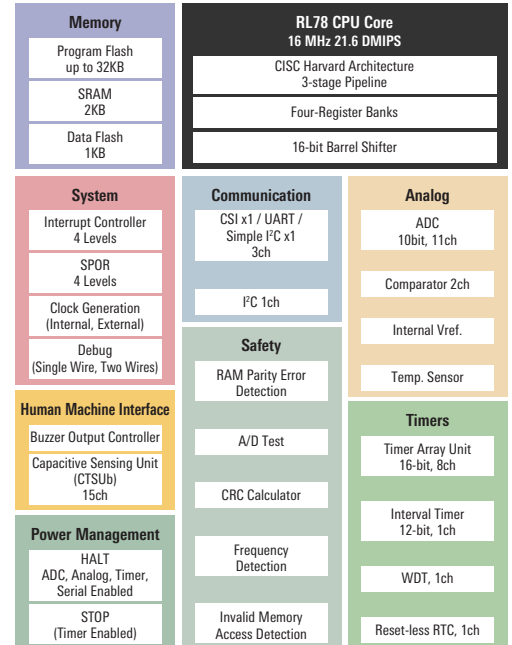 Memory
Program Flash
up to 32KB
SRAM
2KB
Data Flash
1KB
RL78 CPU Core
16 MHz 21.6 DMIPS
CISC Harvard Architecture
3-stage Pipeline
Four-Register Banks
16-bit Barrel Shifter
System
Interrupt Controller
4 Levels
SPOR
4 Levels
Clock Generation
(Internal, External)
Debug
(Single Wire, Two Wires)
Human Machine Interface
Buzzer Output Controller
Capacitive Sensing Unit
(CTSUb)
15ch
Power Management
HALT
ADC, Analog, Timer,
Serial Enabled
STOP
(Timer Enabled)
Communication
CSI x1 / UART /
Simple I²C x1
3ch
I²C 1ch
Safety
RAM Parity Error
Detection
A/D Test
CRC Calculator
Frequency
Detection
Invalid Memory
Access Detection
Analog
ADC
10bit, 11ch
Comparator 2ch
Internal Vref.
Temp. Sensor
Timers
Timer Array Unit
16-bit, 8ch
Interval Timer
12-bit, 1ch
WDT, 1ch
Reset-less RTC, 1ch